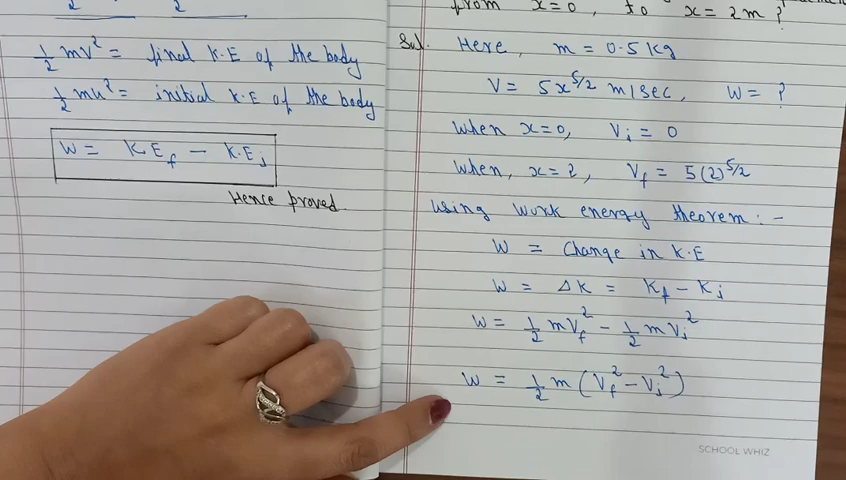 2 2
1/2 mv² = final K.E of the body
1/2 mu² = initial K.E of the body
W = K.E_f - K.E_i
Hence proved
from x=0, to x = 2m?
Sol. Here, m = 0.5 kg
V = 5x^5/2 m/sec, W = ?
When x=0, V_i = 0
When, x=2, V_f = 5(2)^5/2
Using work energy theorem :-
W = Change in K.E
W = ΔK = K_f - K_i
W = 1/2 mV_f² - 1/2 mV_i²
W = 1/2 m (V_f² - V_i²)
SCHOOL WHIZ